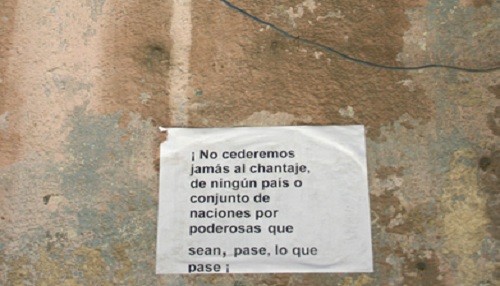 ¡ No cederemos
jamás al chantaje,
de ningún país o
conjunto de
naciones por
poderosas que
sean, pase, lo que
pase ¡